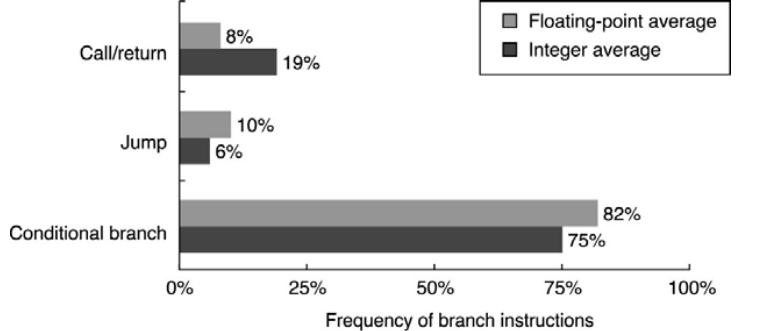 Floating-point average
Integer average
Call/return
8%
19%
Jump
10%
6%
Conditional branch
82%
75%
0% 25% 50% 75% 100%
Frequency of branch instructions